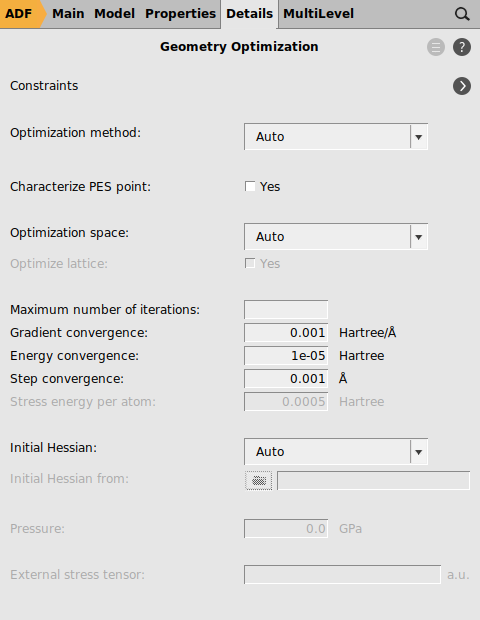 ADF Main Model Properties Details MultiLevel
Geometry Optimization
?
Constraints
Optimization method: Auto
Characterize PES point: Yes
Optimization space: Auto
Optimize lattice: Yes
Maximum number of iterations:
Gradient convergence: 0.001 Hartree/Å
Energy convergence: 1e-05 Hartree
Step convergence: 0.001 Å
Stress energy per atom: 0.0005 Hartree
Initial Hessian: Auto
Initial Hessian from:
Pressure: 0.0 GPa
External stress tensor: a.u.